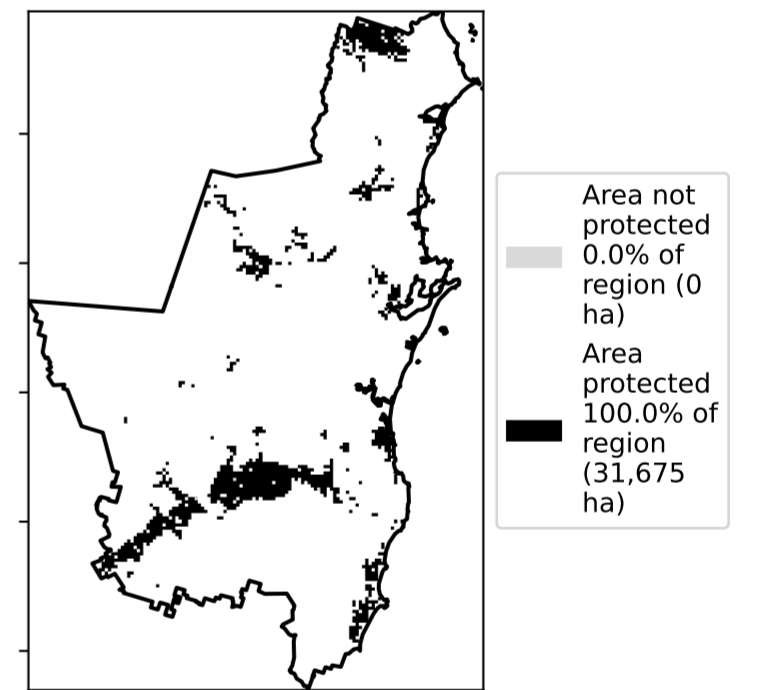 Area not
protected
0.0% of
region (0
ha)
Area
protected
100.0% of
region
(31,675
ha)